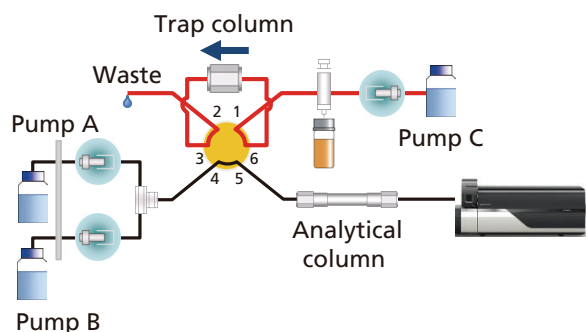 Trap column
Waste
2 1
Pump A
Pump C
3 6
4 5
Analytical
column
Pump B